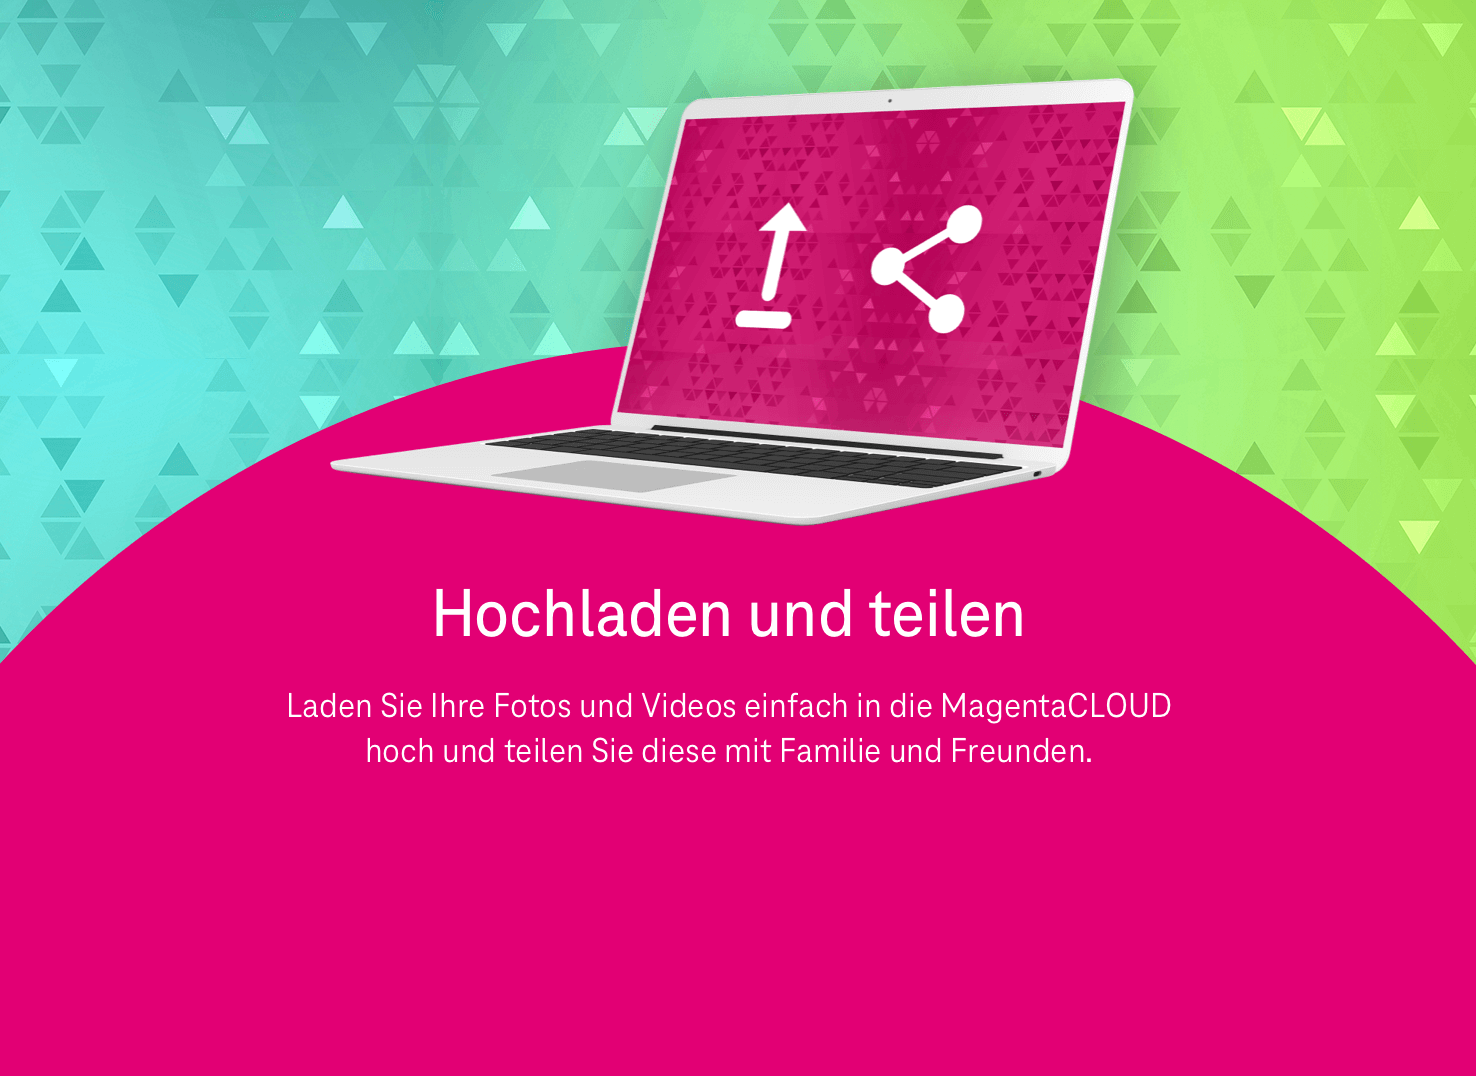 Hochladen und teilen
Laden Sie Ihre Fotos und Videos einfach in die MagentaCLOUD
hoch und teilen Sie diese mit Familie und Freunden.